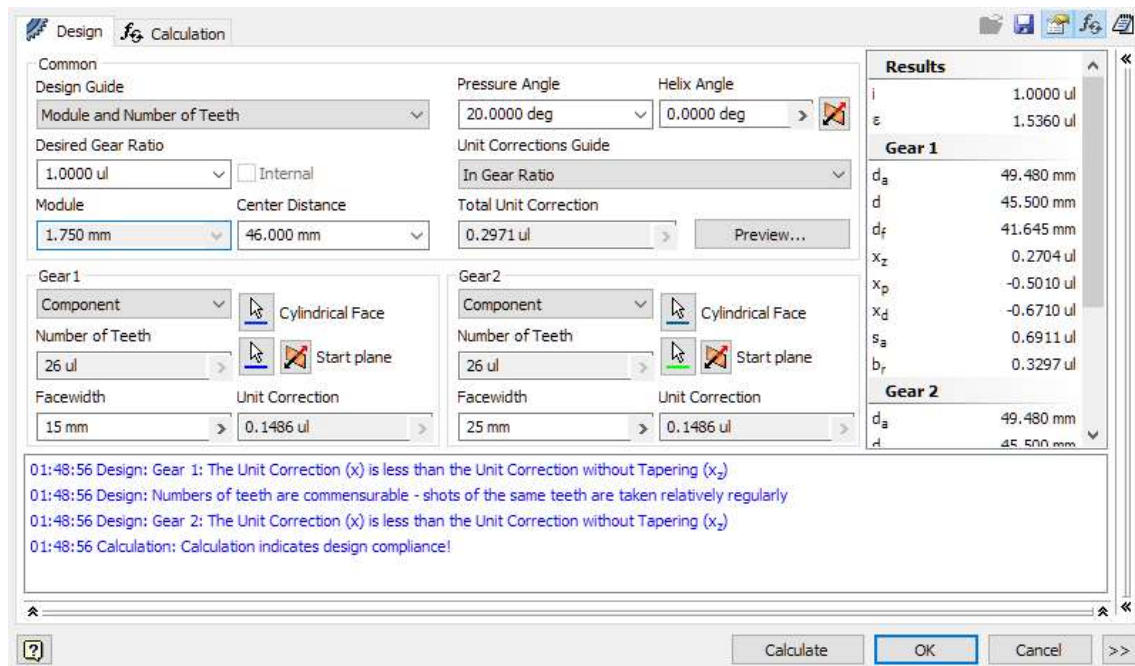 Design
fG Calculation
Common
Design Guide
Pressure Angle
Helix Angle
Module and Number of Teeth
20.0000 deg
0.0000 deg
Desired Gear Ratio
Unit Corrections Guide
1.0000 ul
Internal
In Gear Ratio
Module
Center Distance
Total Unit Correction
1.750 mm
46.000 mm
0.2971 ul
Preview...
Gear1
Component
Cylindrical Face
Number of Teeth
26 ul
Start plane
Facewidth
Unit Correction
15 mm
0.1486 ul
Gear2
Component
Cylindrical Face
Number of Teeth
26 ul
Start plane
Facewidth
Unit Correction
25 mm
0.1486 ul
Results
i 1.0000 ul
ε 1.5360 ul
Gear 1
da 49.480 mm
d 45.500 mm
df 41.645 mm
xz 0.2704 ul
xp -0.5010 ul
xd -0.6710 ul
sa 0.6911 ul
br 0.3297 ul
Gear 2
da 49.480 mm
d 45.500 mm
01:48:56 Design: Gear 1: The Unit Correction (x) is less than the Unit Correction without Tapering (xz)
01:48:56 Design: Numbers of teeth are commensurable - shots of the same teeth are taken relatively regularly
01:48:56 Design: Gear 2: The Unit Correction (x) is less than the Unit Correction without Tapering (xz)
01:48:56 Calculation: Calculation indicates design compliance!
?
Calculate
OK
Cancel
>>